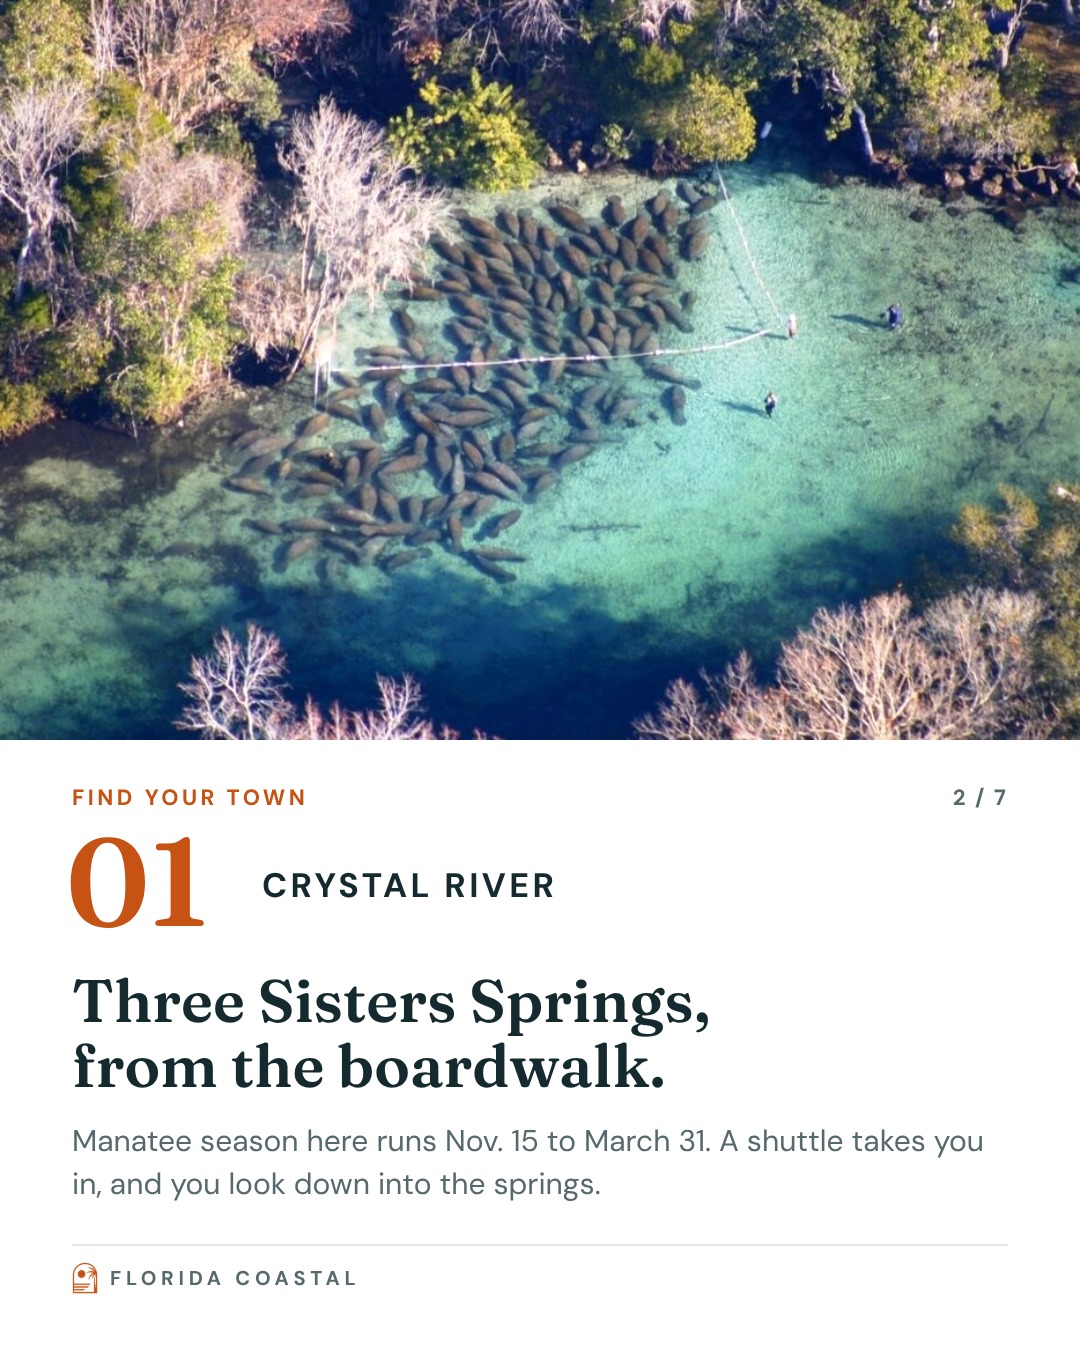 FIND YOUR TOWN
2 / 7
01
CRYSTAL RIVER
Three Sisters Springs,
from the boardwalk.
Manatee season here runs Nov. 15 to March 31. A shuttle takes you
in, and you look down into the springs.
FLORIDA COASTAL